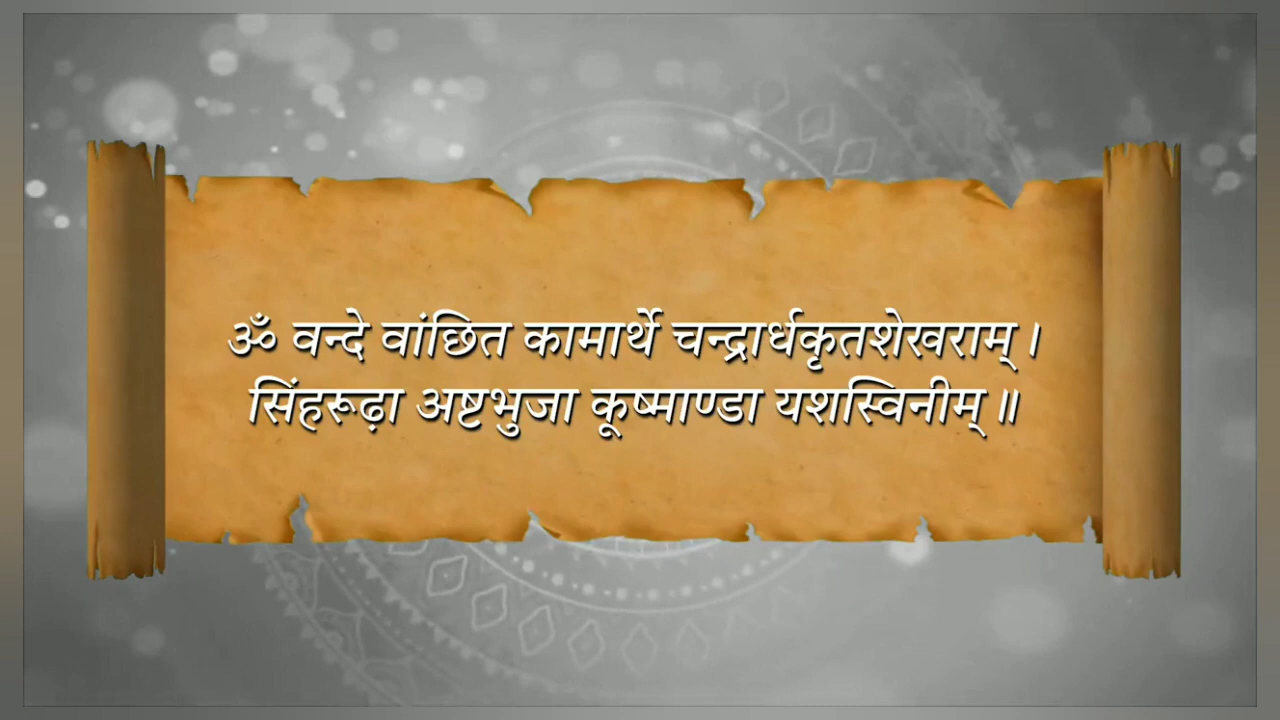 ॐ वन्दे वांछित कामार्थे चन्द्रार्धकृतशेखराम् ।
सिंहरूढ़ा अष्टभुजा कूष्माण्डा यशस्विनीम् ॥